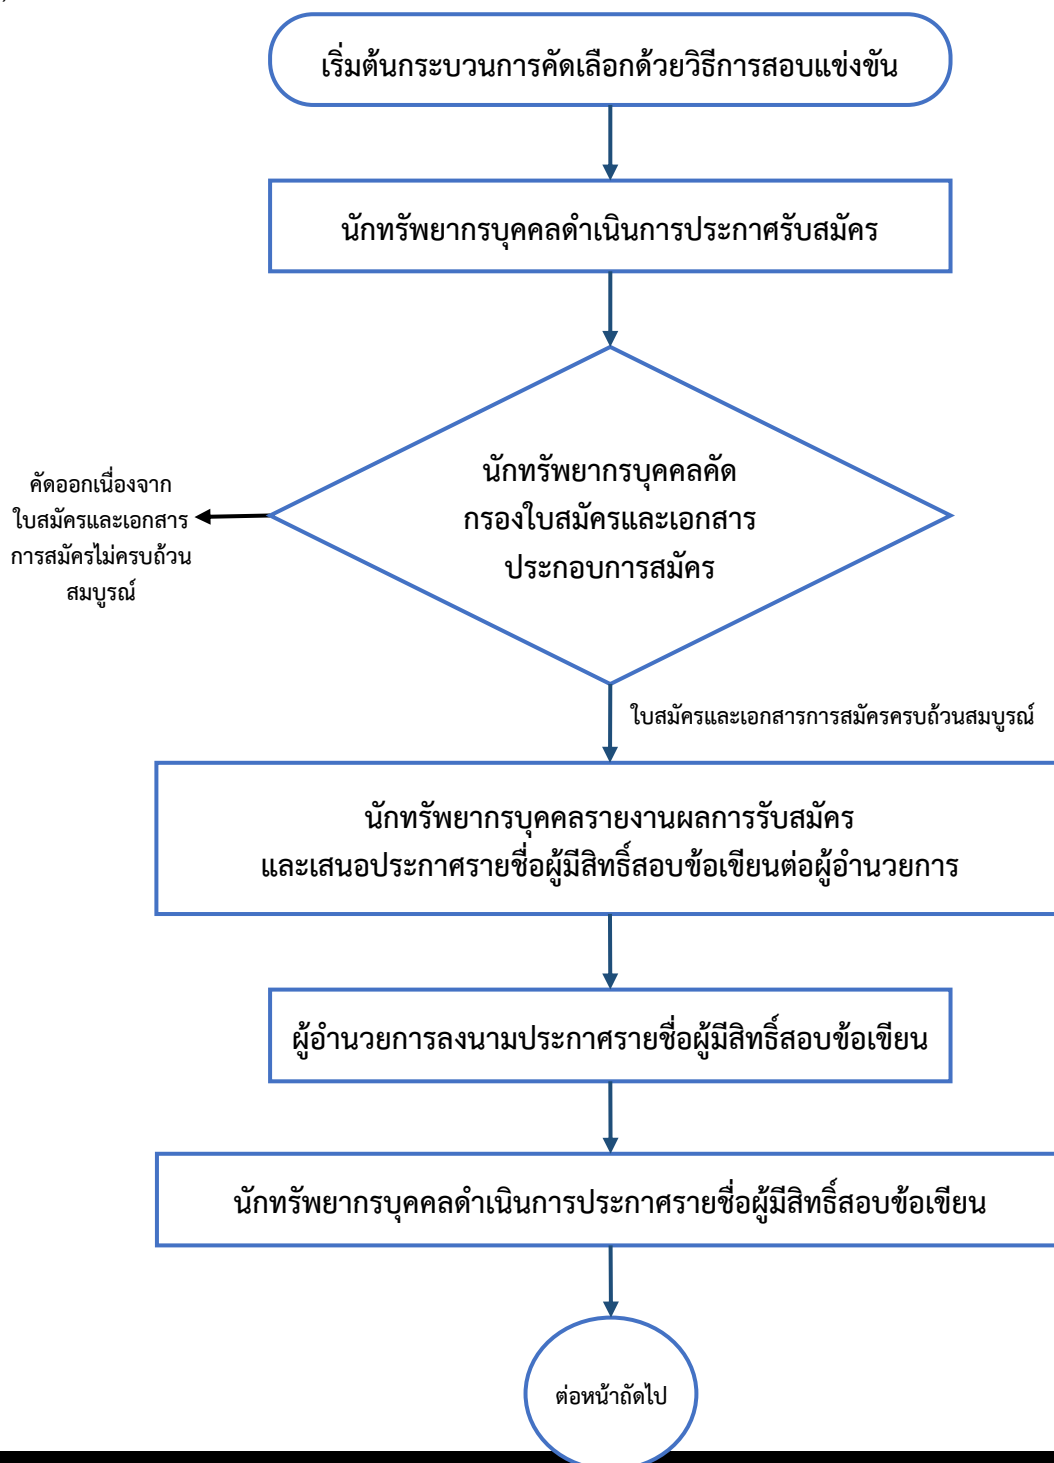 เริ่มต้นกระบวนการคัดเลือกด้วยวิธีการสอบแข่งขัน
นักทรัพยากรบุคคลดำเนินการประกาศรับสมัคร
นักทรัพยากรบุคคลคัด
กรองใบสมัครและเอกสาร
ประกอบการสมัคร
คัดออกเนื่องจาก
ใบสมัครและเอกสาร
การสมัครไม่ครบถ้วน
สมบูรณ์
ใบสมัครและเอกสารการสมัครครบถ้วนสมบูรณ์
นักทรัพยากรบุคคลรายงานผลการรับสมัคร
และเสนอประกาศรายชื่อผู้มีสิทธิ์สอบข้อเขียนต่อผู้อำนวยการ
ผู้อำนวยการลงนามประกาศรายชื่อผู้มีสิทธิ์สอบข้อเขียน
นักทรัพยากรบุคคลดำเนินการประกาศรายชื่อผู้มีสิทธิ์สอบข้อเขียน
ต่อหน้าถัดไป